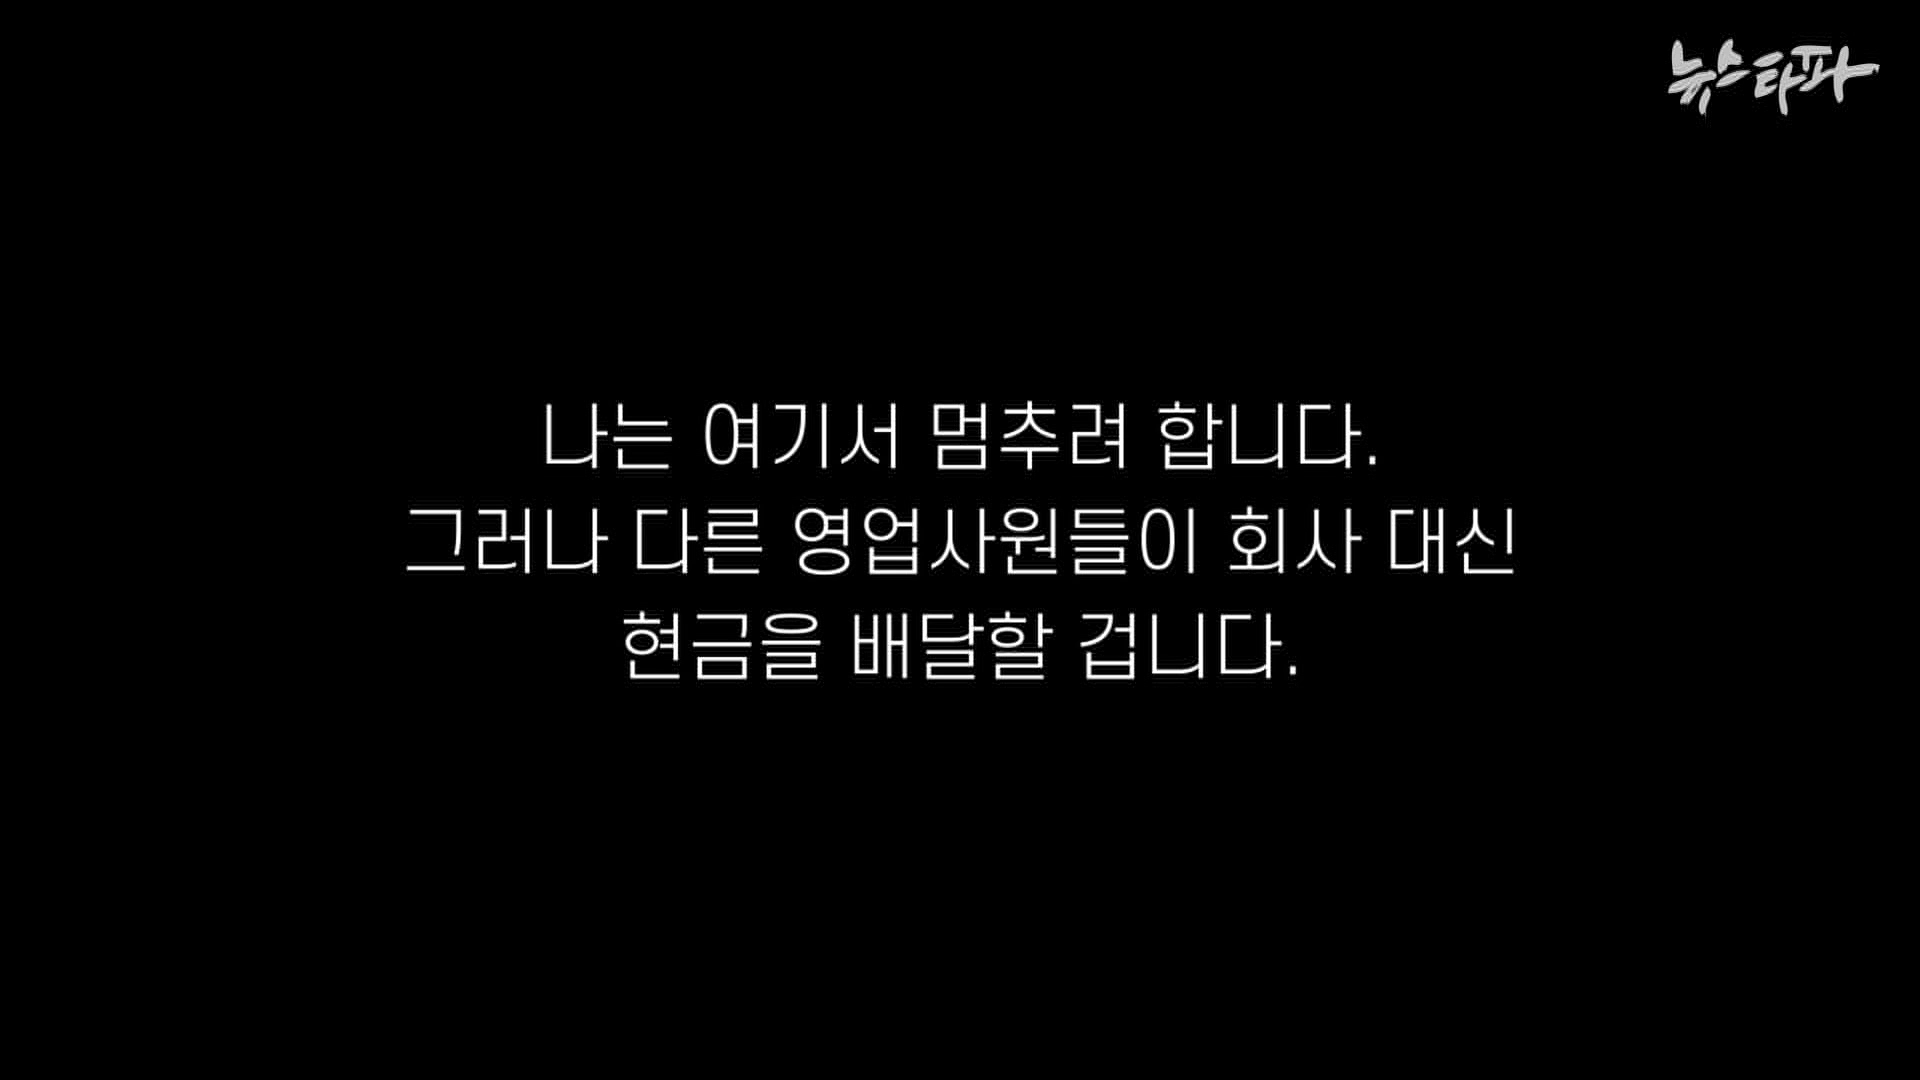 뉴스타파
나는 여기서 멈추려 합니다.
그러나 다른 영업사원들이 회사 대신
현금을 배달할 겁니다.